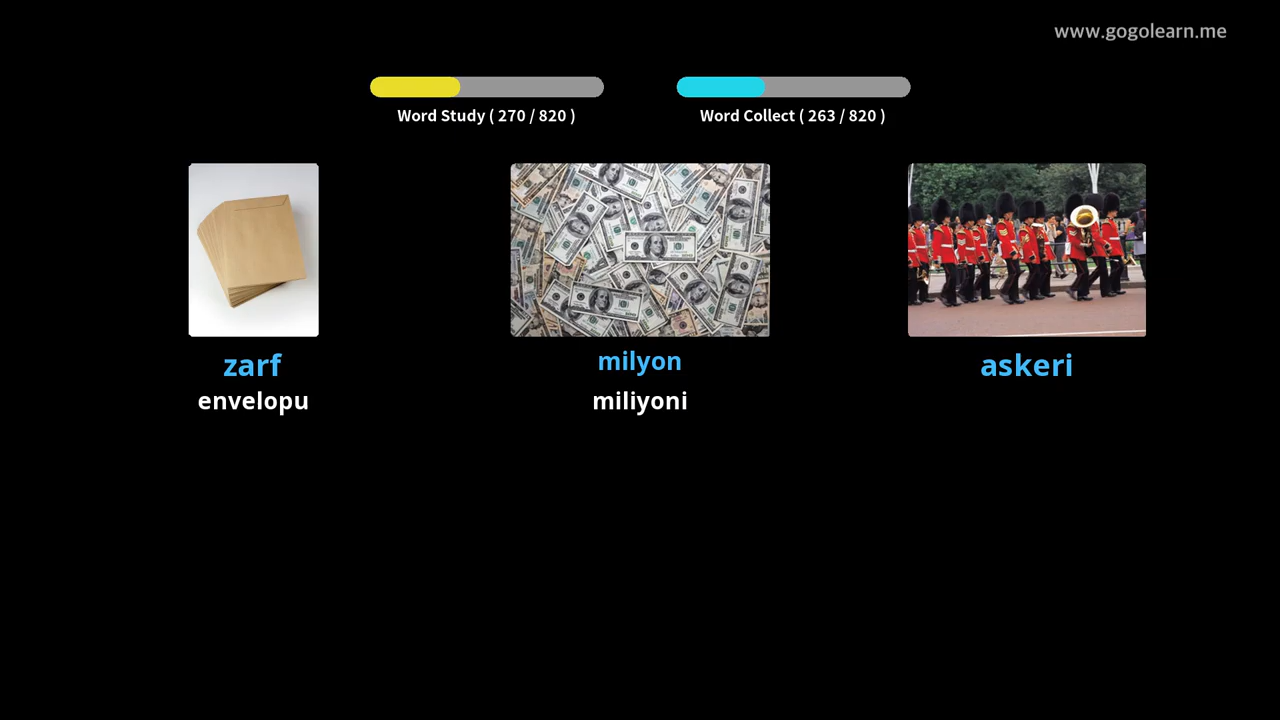 www.gogolearn.me
Word Study ( 270 / 820 )
Word Collect ( 263 / 820 )
zarf
envelopu
milyon
miliyoni
askeri